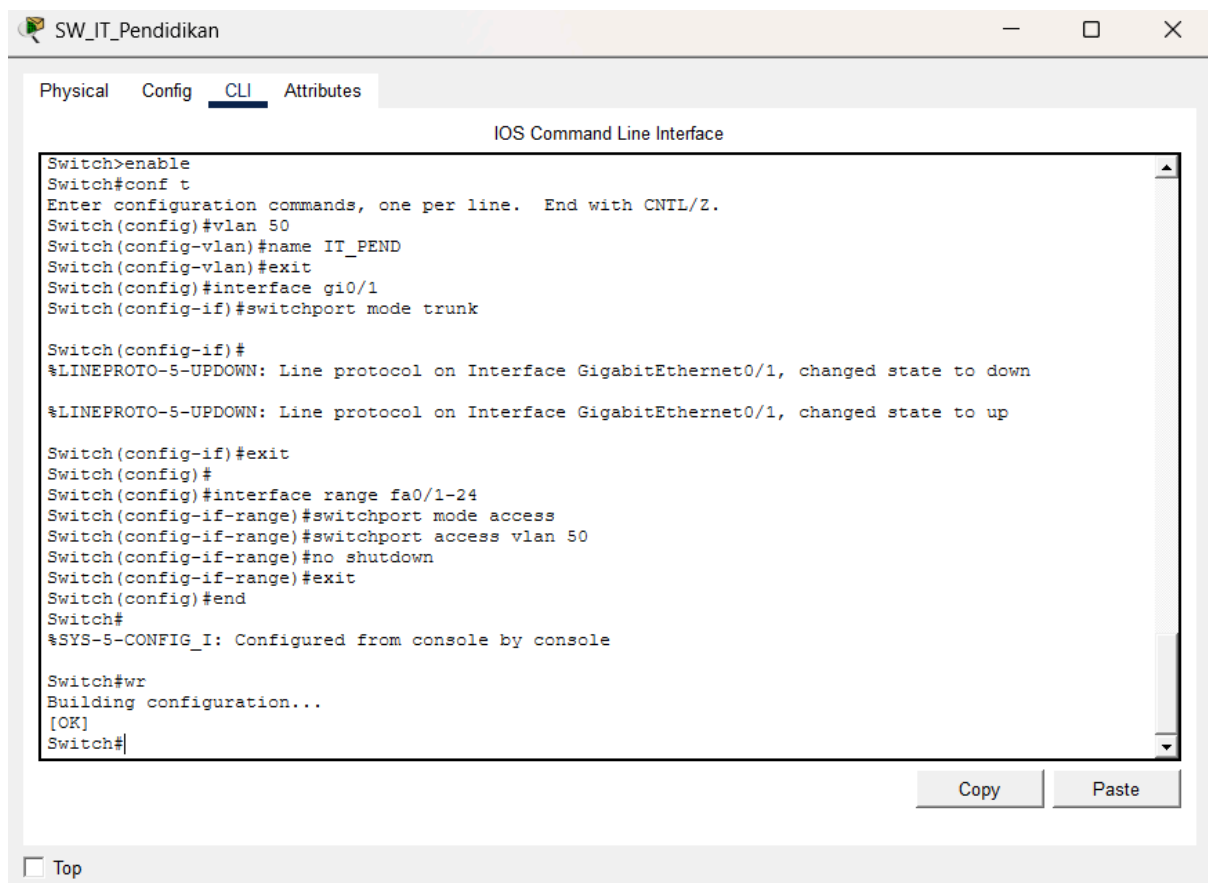 SW_IT_Pendidikan
Physical Config CLI Attributes
IOS Command Line Interface
Switch>enable
Switch#conf t
Enter configuration commands, one per line.  End with CNTL/Z.
Switch(config)#vlan 50
Switch(config-vlan)#name IT_PEND
Switch(config-vlan)#exit
Switch(config)#interface gi0/1
Switch(config-if)#switchport mode trunk
Switch(config-if)#
%LINEPROTO-5-UPDOWN: Line protocol on Interface GigabitEthernet0/1, changed state to down
%LINEPROTO-5-UPDOWN: Line protocol on Interface GigabitEthernet0/1, changed state to up
Switch(config-if)#exit
Switch(config)#
Switch(config)#interface range fa0/1-24
Switch(config-if-range)#switchport mode access
Switch(config-if-range)#switchport access vlan 50
Switch(config-if-range)#no shutdown
Switch(config-if-range)#exit
Switch(config)#end
Switch#
%SYS-5-CONFIG_I: Configured from console by console
Switch#wr
Building configuration...
[OK]
Switch#
Copy Paste
Top